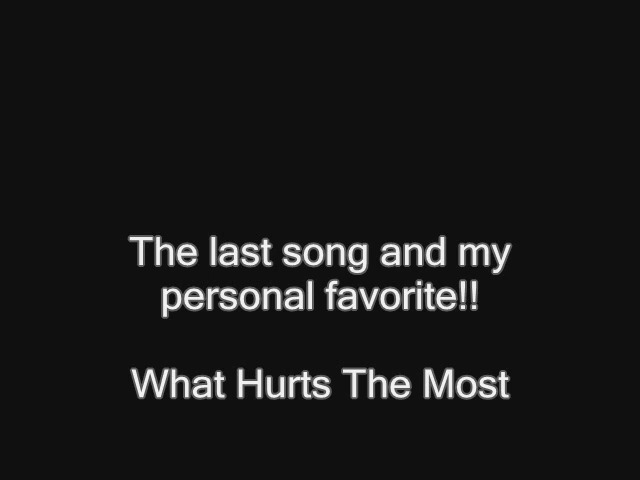 The last song and my
personal favorite!!
What Hurts The Most